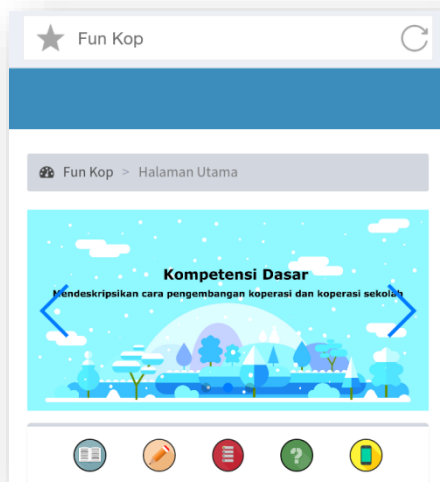 Fun Kop
Fun Kop > Halaman Utama
Kompetensi Dasar
Mendeskripsikan cara pengembangan koperasi dan koperasi sekolah
?